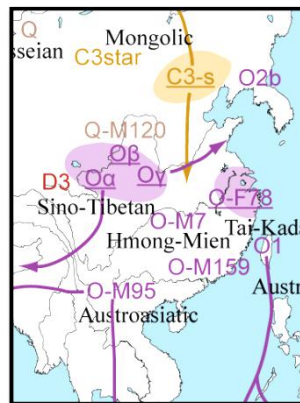 Q
Mongolic
sseian
C3star
C3-s
O2b
Q-M120
Oβ
D3
Oα
Oγ
O-F78
Sino-Tibetan
O-M7
Tai-Kada
Hmong-Mien
O1
O-M159
Austr
O-M95
Austroasiatic